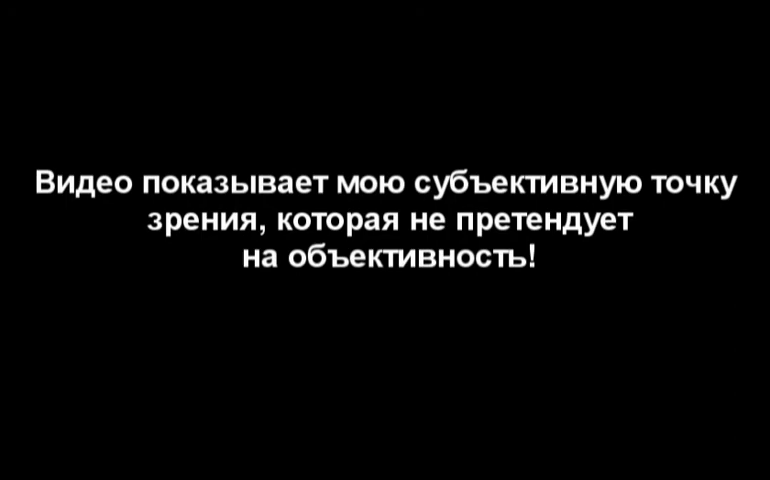 Видео показывает мою субъективную точку
зрения, которая не претендует
на объективность!